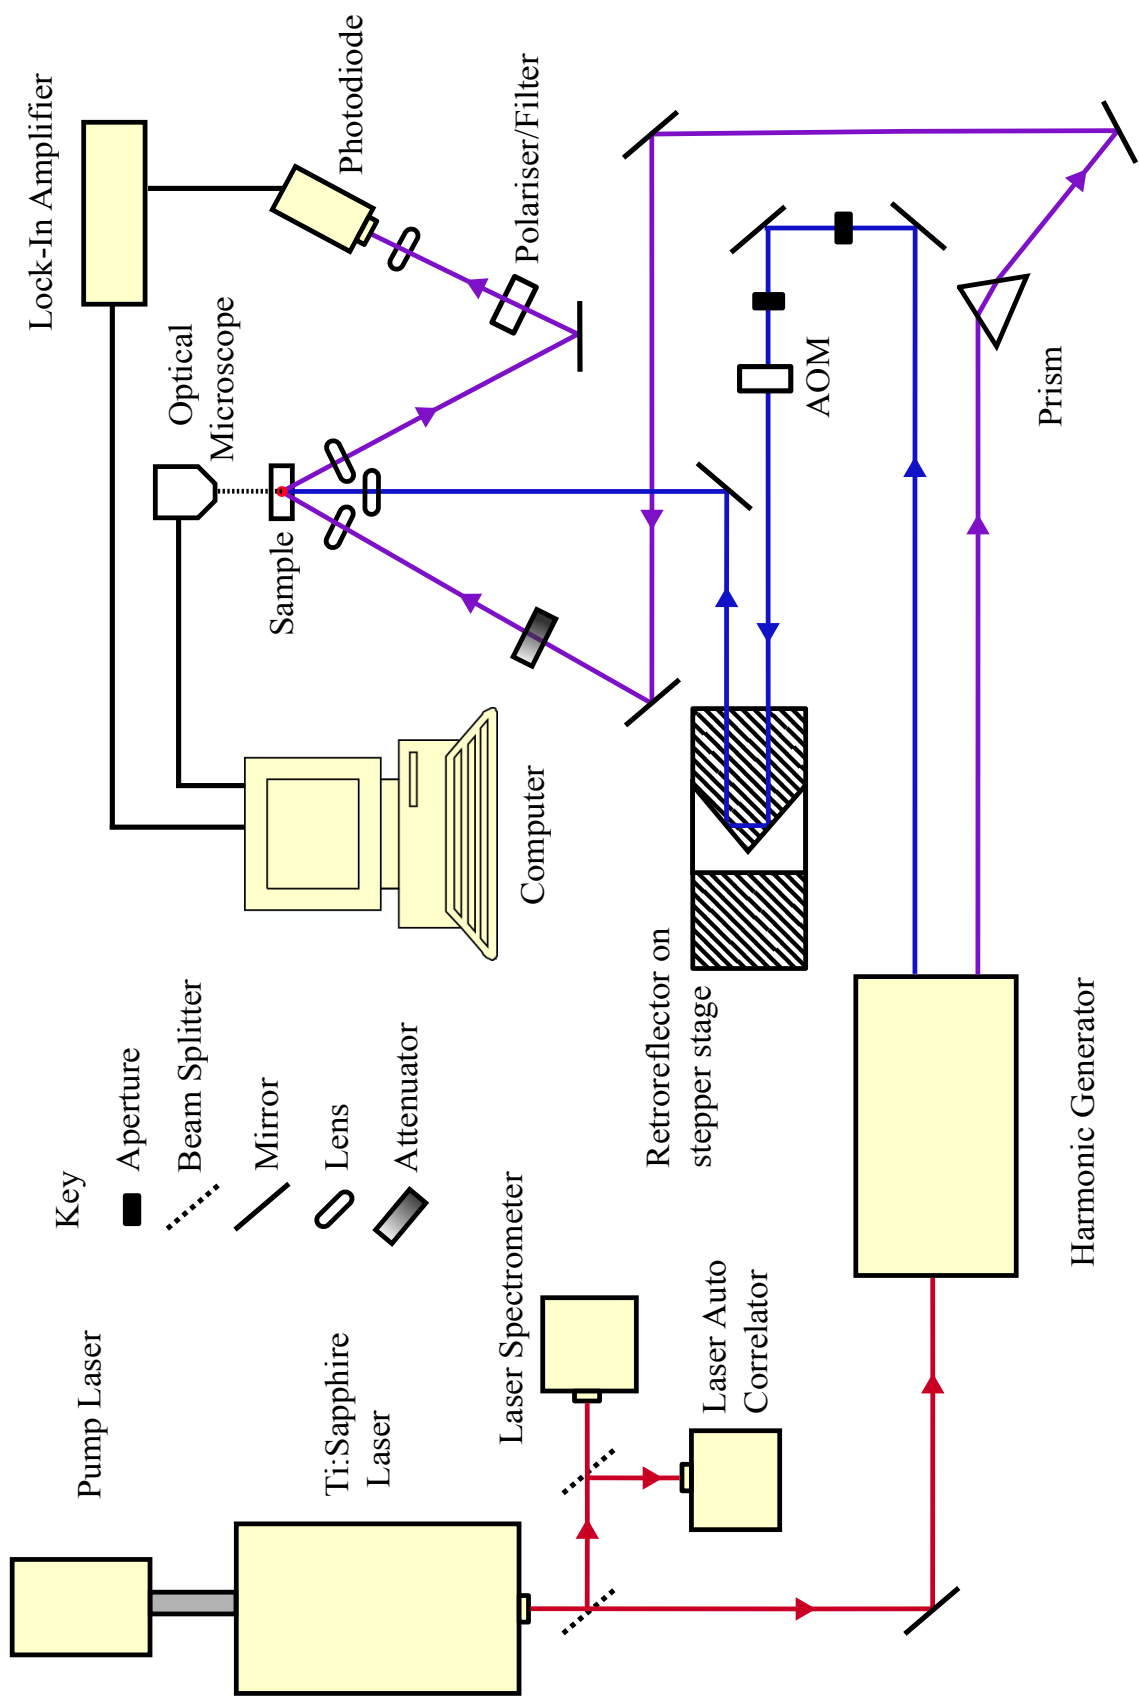 Pump Laser
Ti:Sapphire
Laser
Laser Spectrometer
Laser Auto
Correlator
Key
Aperture
Beam Splitter
Mirror
Lens
Attenuator
Harmonic Generator
Retroreflector on
stepper stage
Computer
Sample
Optical
Microscope
Lock-In Amplifier
Photodiode
Polariser/Filter
AOM
Prism